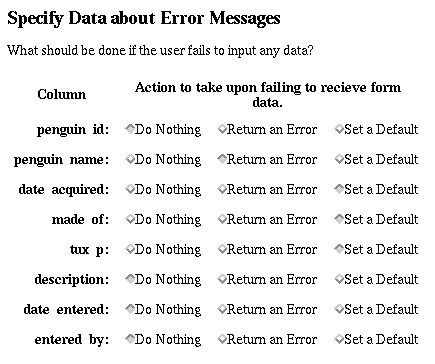 Specify Data about Error Messages
What should be done if the user fails to input any data?
Column Action to take upon failing to recieve form
data.
penguin id: Do Nothing Return an Error Set a Default
penguin name: Do Nothing Return an Error Set a Default
date acquired: Do Nothing Return an Error Set a Default
made of: Do Nothing Return an Error Set a Default
tux p: Do Nothing Return an Error Set a Default
description: Do Nothing Return an Error Set a Default
date entered: Do Nothing Return an Error Set a Default
entered by: Do Nothing Return an Error Set a Default